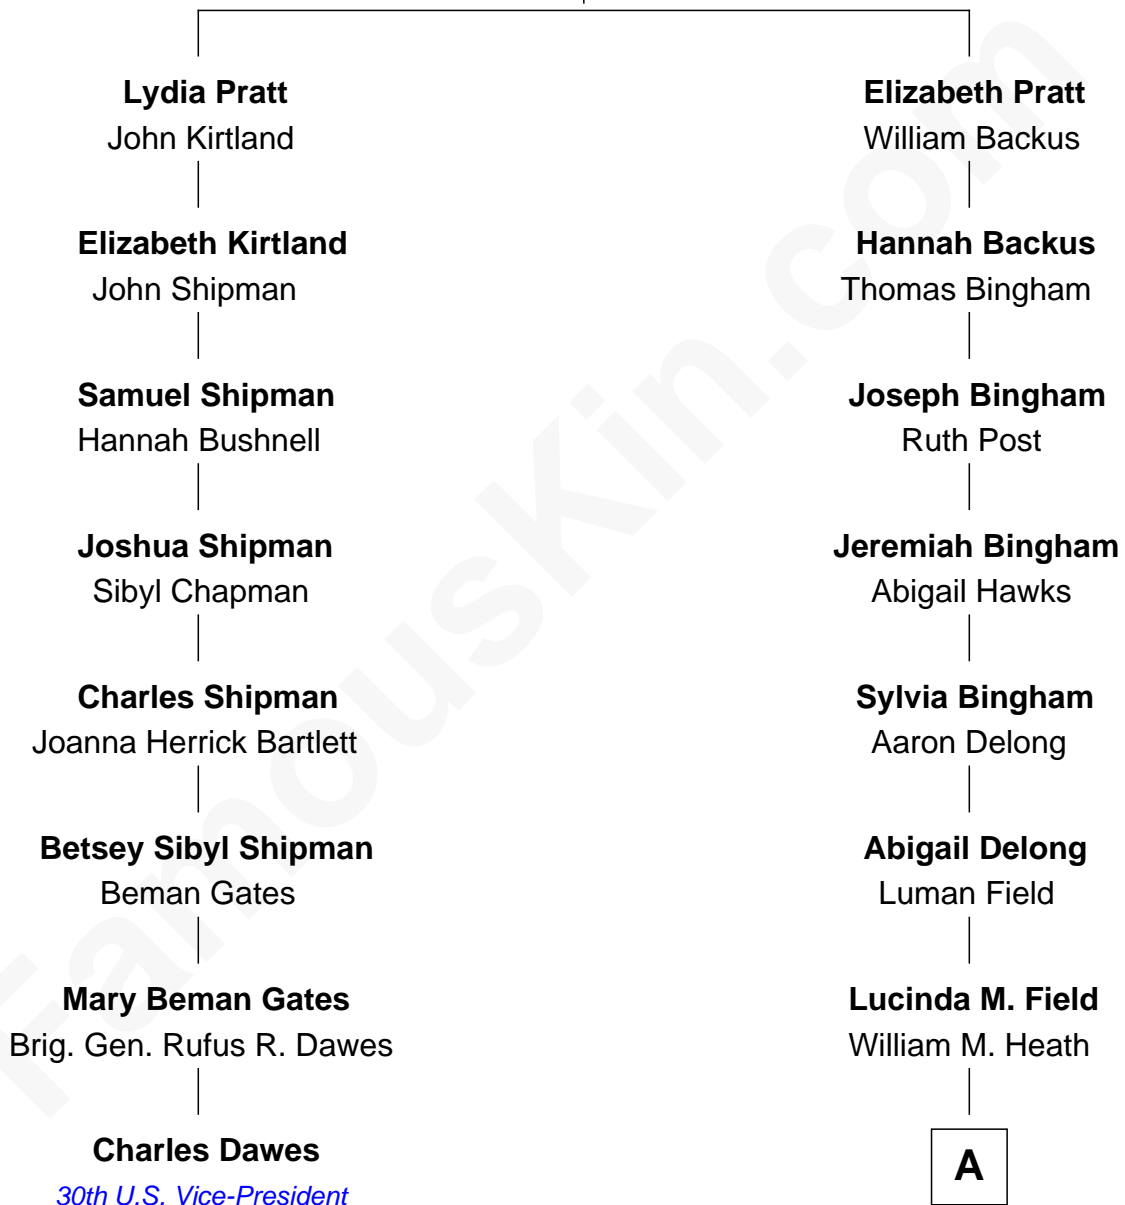 Lydia Pratt
John Kirtland
Elizabeth Kirtland
John Shipman
Samuel Shipman
Hannah Bushnell
Joshua Shipman
Sibyl Chapman
Charles Shipman
Joanna Herrick Bartlett
Betsey Sibyl Shipman
Beman Gates
Mary Beman Gates
Brig. Gen. Rufus R. Dawes
Charles Dawes
30th U.S. Vice-President
Elizabeth Pratt
William Backus
Hannah Backus
Thomas Bingham
Joseph Bingham
Ruth Post
Jeremiah Bingham
Abigail Hawks
Sylvia Bingham
Aaron Delong
Abigail Delong
Luman Field
Lucinda M. Field
William M. Heath
A
FamousKin.com